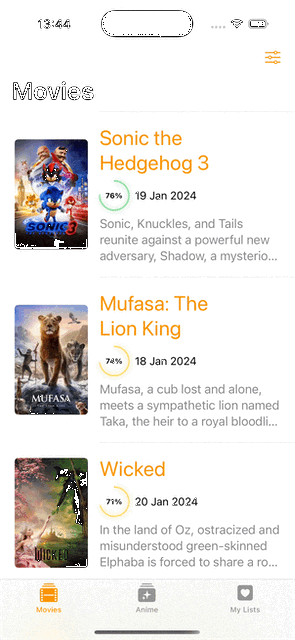 13:44
Movies
Sonic the
Hedgehog 3
76%
19 Jan 2024
Sonic, Knuckles, and Tails
reunite against a powerful new
adversary, Shadow, a mysterio...
SONIC 3
Mufasa: The
Lion King
74%
18 Jan 2024
Mufasa, a cub lost and alone,
meets a sympathetic lion named
Taka, the heir to a royal bloodli...
MUFASA
Wicked
71%
20 Jan 2024
In the land of Oz, ostracized and
misunderstood green-skinned
Elphaba is forced to share a ro...
WICKED
Movies
Anime
My Lists